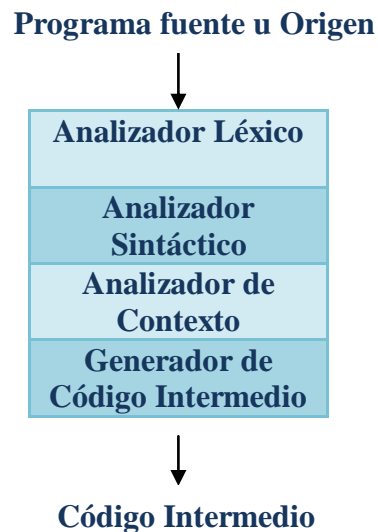 Programa fuente u Origen
Analizador Léxico
Analizador
Sintáctico
Analizador de
Contexto
Generador de
Código Intermedio
Código Intermedio